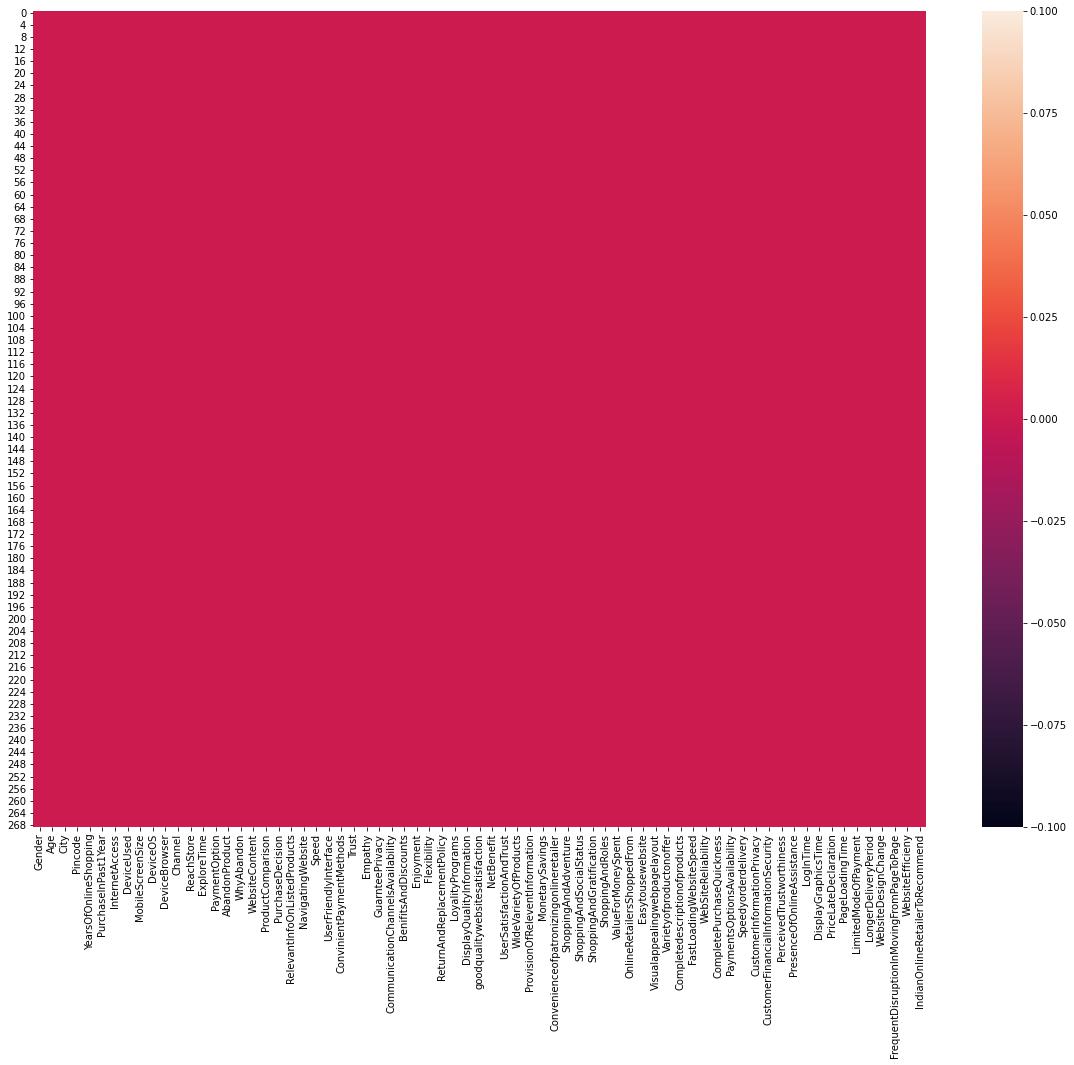 0
4
8
12
16
20
24
28
32
36
40
44
48
52
56
60
64
68
72
76
80
84
88
92
96
100
104
108
112
116
120
124
128
132
136
140
144
148
152
156
160
164
168
172
176
180
184
188
192
196
200
204
208
212
216
220
224
228
232
236
240
244
248
252
256
260
264
268
Gender
Age
City
Pincode
YearsOfOnlineShopping
PurchaseInPast1Year
InternetAccess
DeviceUsed
MobileScreenSize
DeviceOS
DeviceBrowser
Channel
ReachStore
ExploreTime
PaymentOption
AbandonProduct
WhyAbandon
WebsiteContent
ProductComparison
PurchaseDecision
RelevantInfoOnListedProducts
NavigatingWebsite
Speed
UserFriendlyInterface
ConvinientPaymentMethods
Trust
Empathy
GuarnteePrivacy
CommunicationChannelsAvailability
BenifitsAndDiscounts
Enjoyment
Flexibility
ReturnAndReplacementPolicy
LoyaltyPrograms
DisplayQualityInformation
goodqualitywebsitesatisfaction
NetBenefit
UserSatisfactionAndTrust
WideVarietyOfProducts
ProvisionOfReleventInformation
MonetarySavings
Convenienceofpatronizingonlineretailer
ShoppingAndAdventure
ShoppingAndSocialStatus
ShoppingAndGratification
ShoppingAndRoles
ValueForMoneySpent
OnlineRetailersShoppedFrom
Easytousewebsite
Visualappealingwebpagelayout
Varietyofproductionoffer
Completedescriptionofproducts
FastLoadingWebsiteSpeed
WebSiteReliability
CompletePurchaseQuickness
PaymentsOptionsAvailability
Speedyorderdelivery
CustomerInformationPrivacy
CustomerFinancialInformationSecurity
PerceivedTrustworthiness
PresenceOfOnlineAssistance
LogInTime
DisplayGraphicsTime
PriceLateDeclaration
PageLoadingTime
LimitedModeOfPayment
LongerDeliveryPeriod
WebsiteDesignChange
FrequentDisruptionInMovingFromPageToPage
WebsiteEfficieny
IndianOnlineRetailerToRecommend
0.100
0.075
0.050
0.025
0.000
−0.025
−0.050
−0.075
−0.100